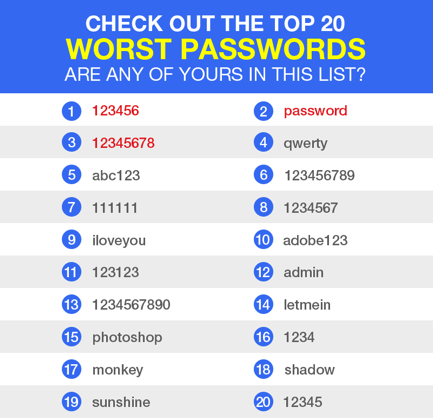 CHECK OUT THE TOP 20
WORST PASSWORDS
ARE ANY OF YOURS IN THIS LIST?
1 123456 2 password
3 12345678 4 qwerty
5 abc123 6 123456789
7 111111 8 1234567
9 iloveyou 10 adobe123
11 123123 12 admin
13 1234567890 14 letmein
15 photoshop 16 1234
17 monkey 18 shadow
19 sunshine 20 12345